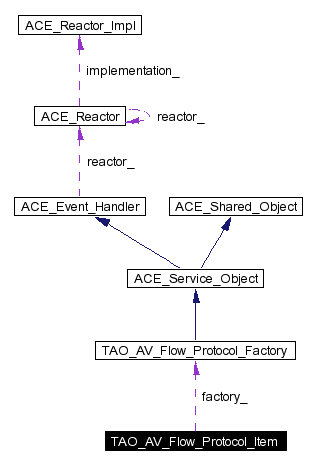 ACE_Reactor_Impl
implementation_
ACE_Reactor
reactor_
reactor_
ACE_Event_Handler
ACE_Shared_Object
ACE_Service_Object
TAO_AV_Flow_Protocol_Factory
factory_
TAO_AV_Flow_Protocol_Item